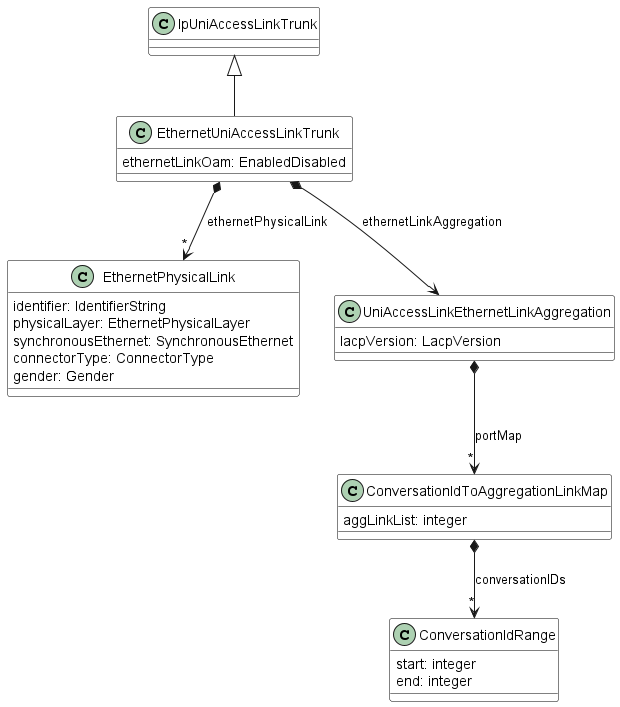 C IpUniAccessLinkTrunk
C EthernetUniAccessLinkTrunk
ethernetLinkOam: EnabledDisabled
ethernetPhysicalLink
ethernetLinkAggregation
*
C EthernetPhysicalLink
identifier: IdentifierString
physicalLayer: EthernetPhysicalLayer
synchronousEthernet: SynchronousEthernet
connectorType: ConnectorType
gender: Gender
C UniAccessLinkEthernetLinkAggregation
lacpVersion: LacpVersion
portMap
*
C ConversationIdToAggregationLinkMap
aggLinkList: integer
conversationIDs
*
C ConversationIdRange
start: integer
end: integer